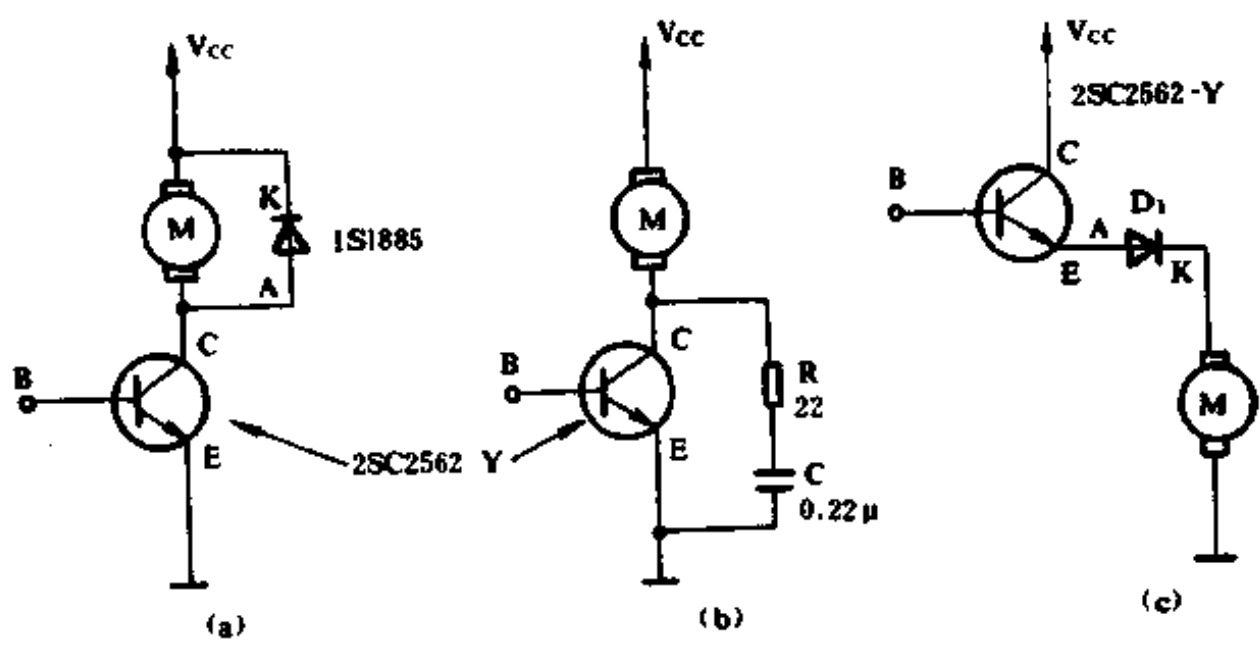 Vcc
K
M
1S1885
A
C
B
E
2SC2562 Y
(a)
Vcc
M
C
B
R
22
E
C
0.22μ
(b)
Vcc
2SC2562-Y
C
B
D₁
A
E
K
M
(c)